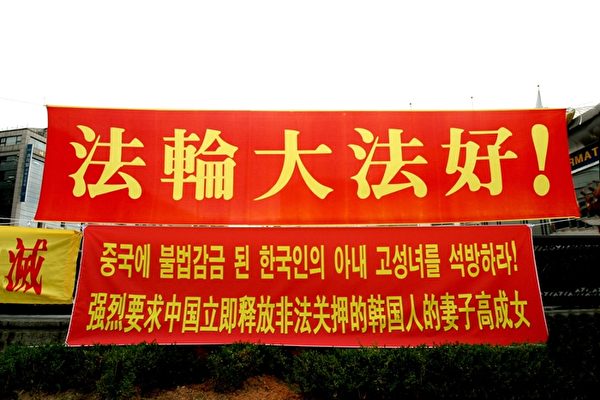 法輪大法好!
중국에 불법감금 된 한국인의 아내 고성녀를 석방하라!
强烈要求中国立即释放非法关押的韩国人的妻子高成女
滅